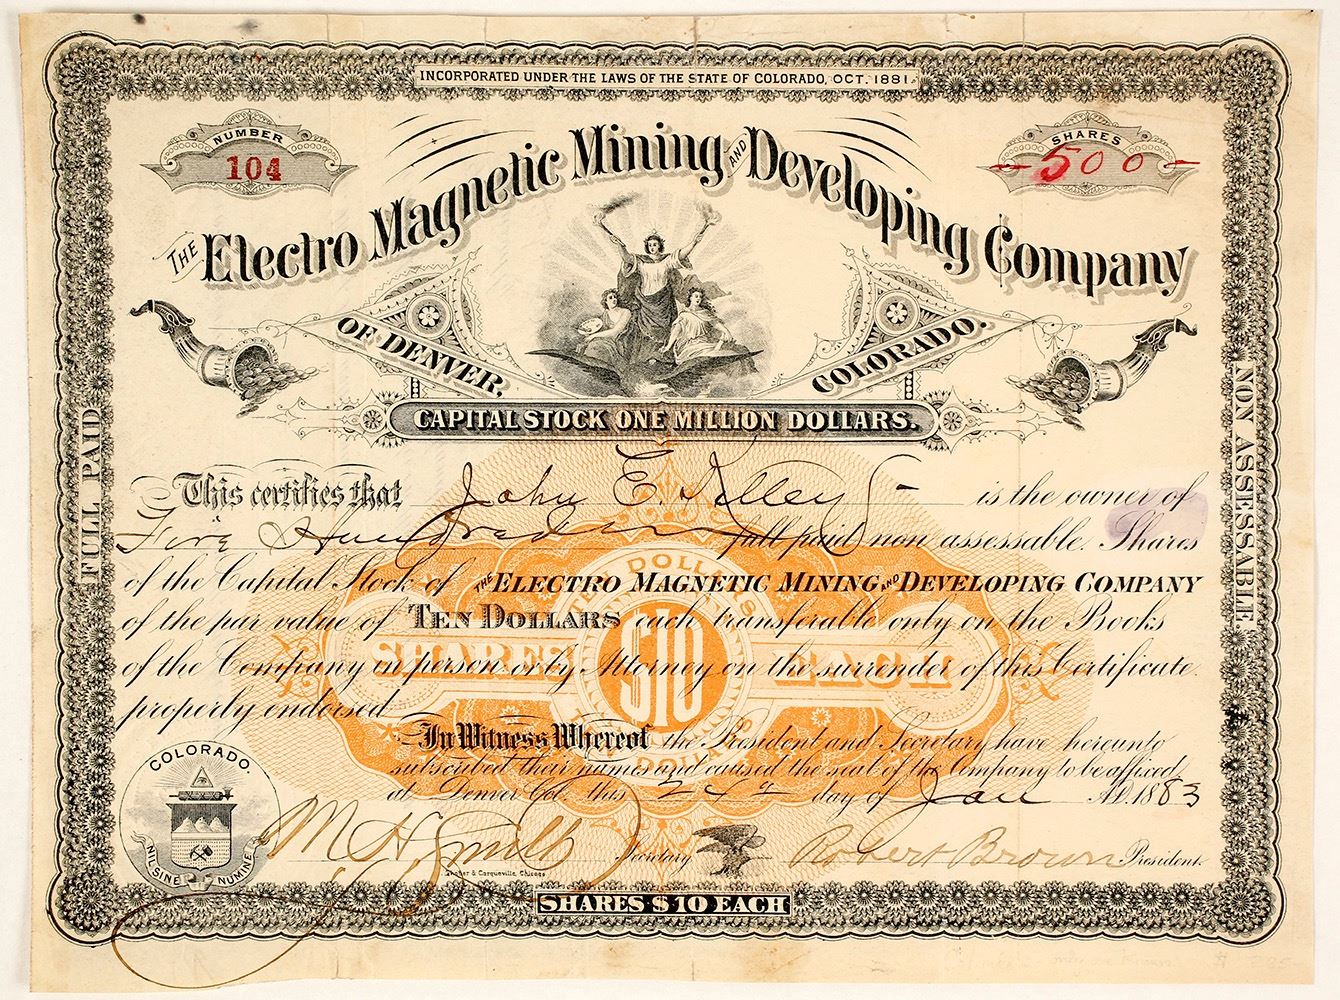 INCORPORATED UNDER THE LAWS OF THE STATE OF COLORADO, OCT. 1881.
NUMBER
104
SHARES
-500-
THE Electro Magnetic Mining AND Developing Company
OF DENVER, COLORADO.
CAPITAL STOCK ONE MILLION DOLLARS.
FULL PAID
NON ASSESSABLE
This certifies that John E. Kelley is the owner of
Five Hundred full paid non assessable Shares
of the Capital Stock of THE ELECTRO MAGNETIC MINING AND DEVELOPING COMPANY
of the par value of TEN DOLLARS each transferable only on the Books
of the Company in person or by Attorney on the surrender of this Certificate
properly endorsed
TEN DOLLARS
SHARES $10 EACH
In Witness Whereof the President and Secretary have hereunto
subscribed their names and caused the seal of the Company to be affixed,
at Denver Col. this 24th day of Jan A.D. 1883
COLORADO.
NIL SINE NUMINE
M H Smith Secretary Robert Brown President
& Carqueville, Chicago
SHARES $10 EACH